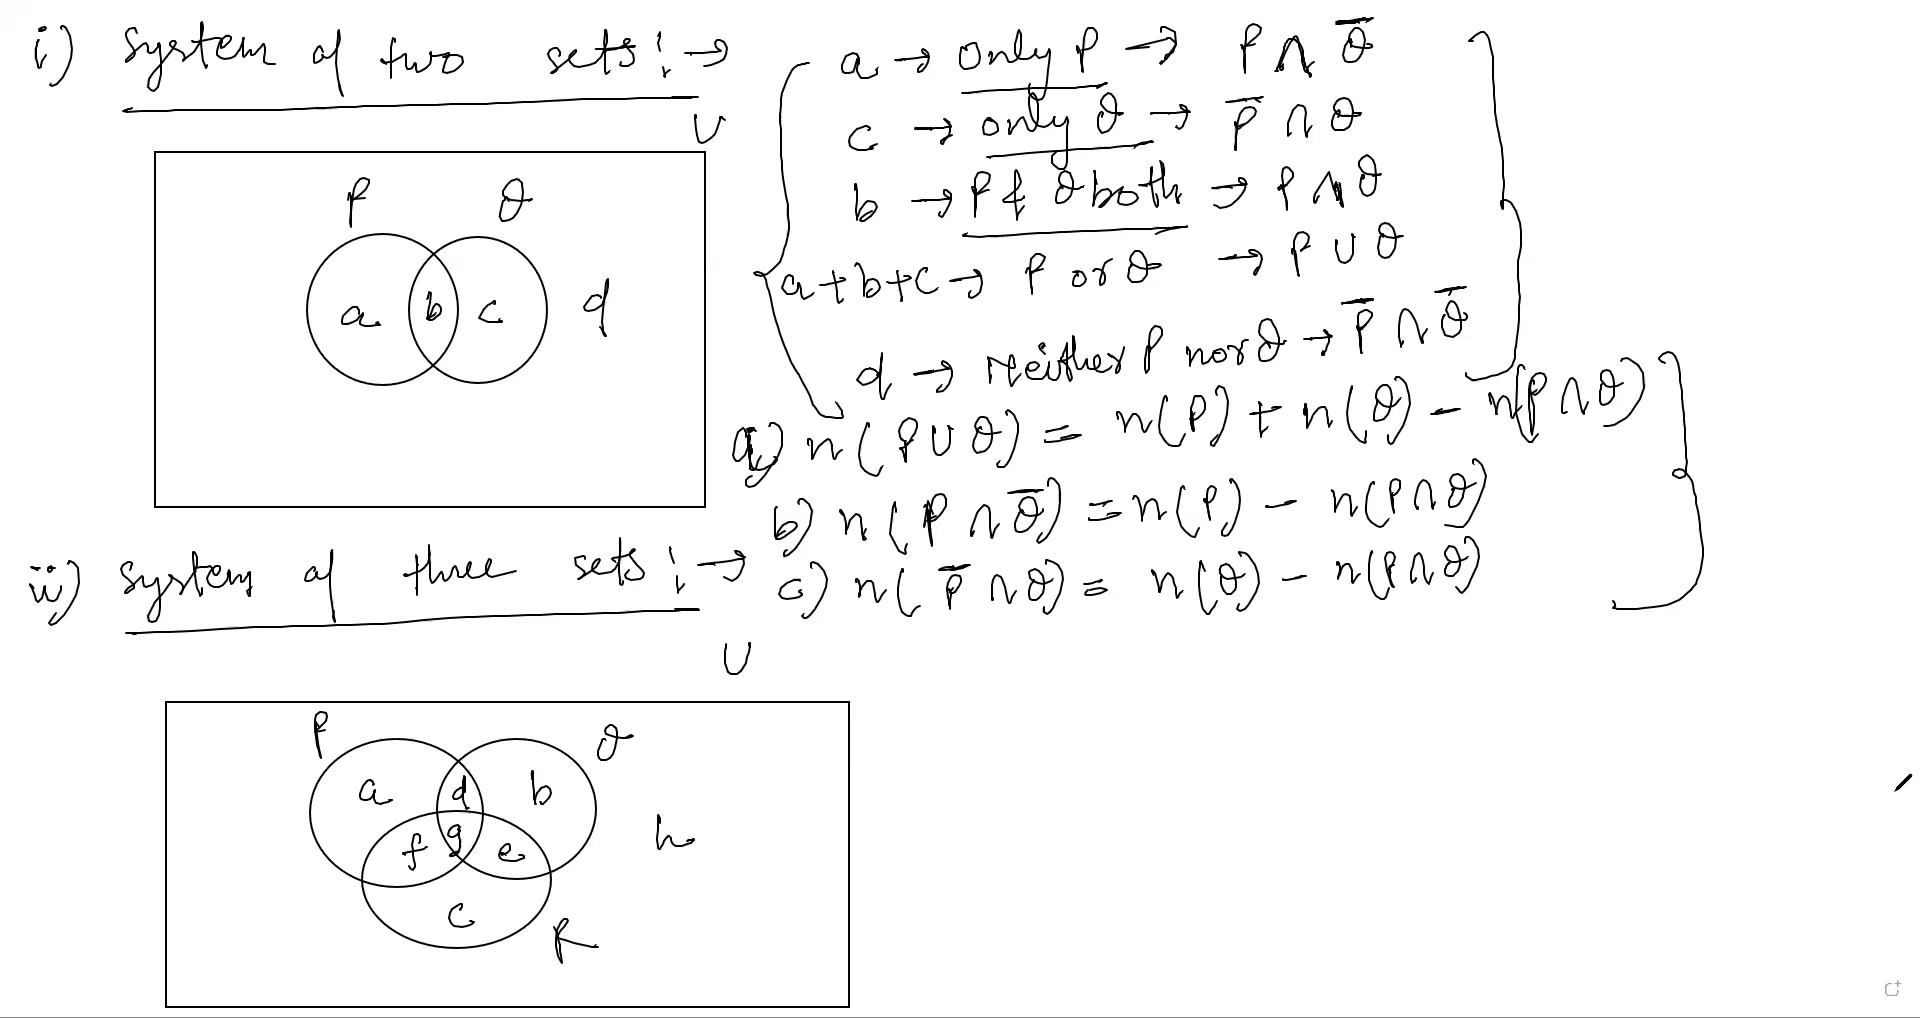 i) System of two sets :→
a → only P → P ∩ Q̅
c → only Q → P̅ ∩ Q
b → P & Q both → P ∩ Q
a+b+c → P or Q → P ∪ Q
d → Neither P nor Q → P̅ ∩ Q̅
U
P Q
a b c d
a) n(P∪Q) = n(P) + n(Q) - n(P∩Q)
b) n(P∩Q̅) = n(P) - n(P∩Q)
c) n(P̅∩Q) = n(Q) - n(P∩Q)
ii) System of three sets :→
U
P Q
a d b
f g e h
c
R